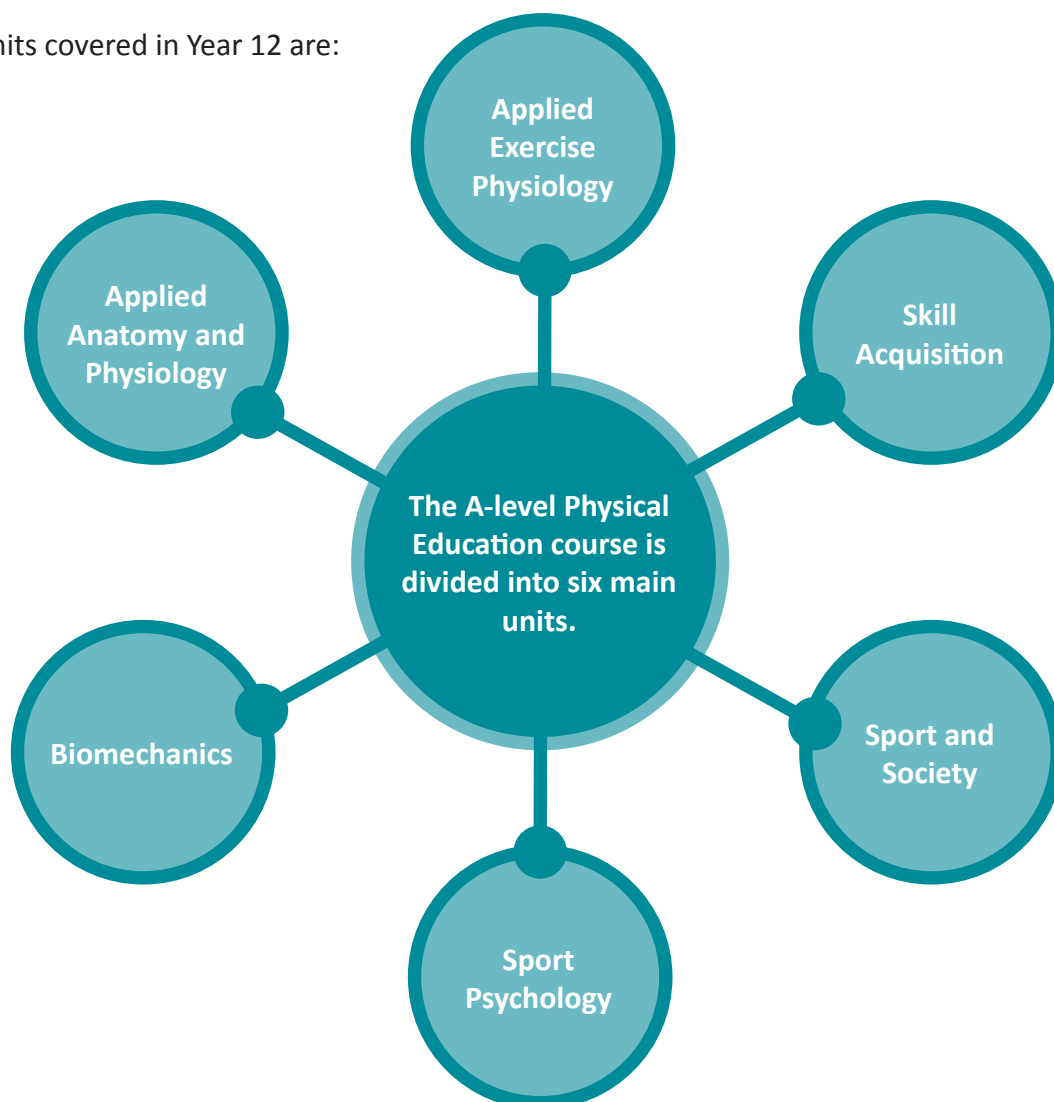 nits covered in Year 12 are:
Applied
Exercise
Physiology
Applied
Anatomy and
Physiology
Skill
Acquisition
The A-level Physical
Education course is
divided into six main
units.
Biomechanics
Sport and
Society
Sport
Psychology